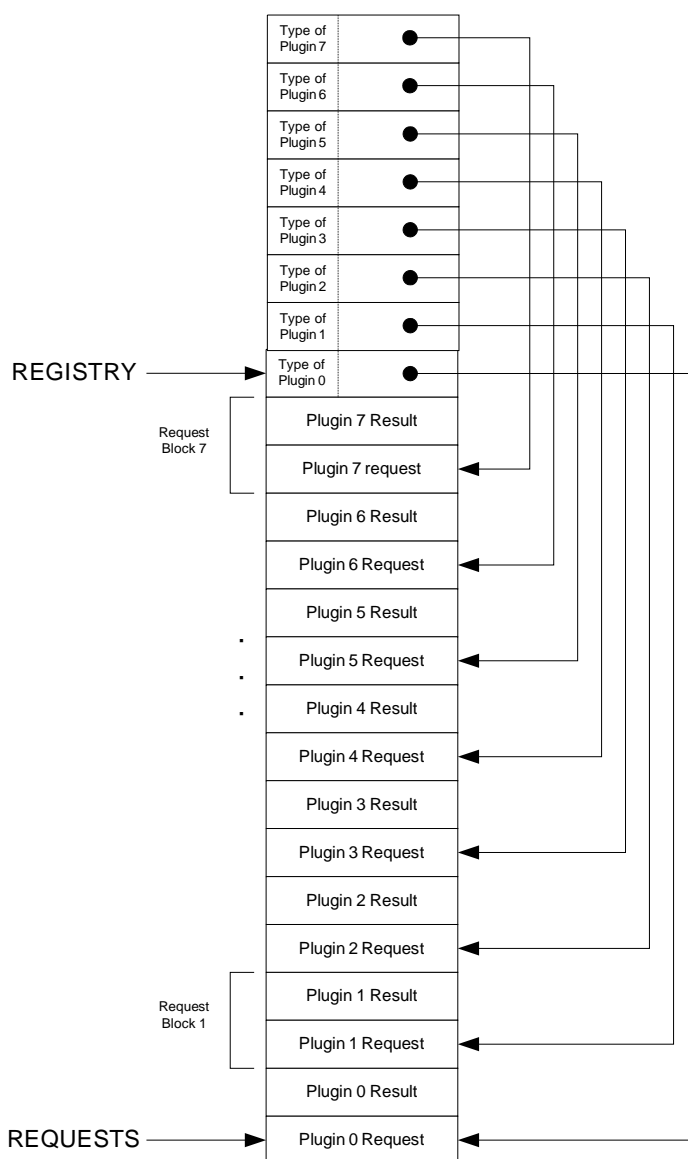 Type of
Plugin 7
Type of
Plugin 6
Type of
Plugin 5
Type of
Plugin 4
Type of
Plugin 3
Type of
Plugin 2
Type of
Plugin 1
REGISTRY
Type of
Plugin 0
Request
Block 7
Plugin 7 Result
Plugin 7 request
Plugin 6 Result
Plugin 6 Request
Plugin 5 Result
Plugin 5 Request
Plugin 4 Result
Plugin 4 Request
Plugin 3 Result
Plugin 3 Request
Plugin 2 Result
Plugin 2 Request
Request
Block 1
Plugin 1 Result
Plugin 1 Request
Plugin 0 Result
REQUESTS
Plugin 0 Request